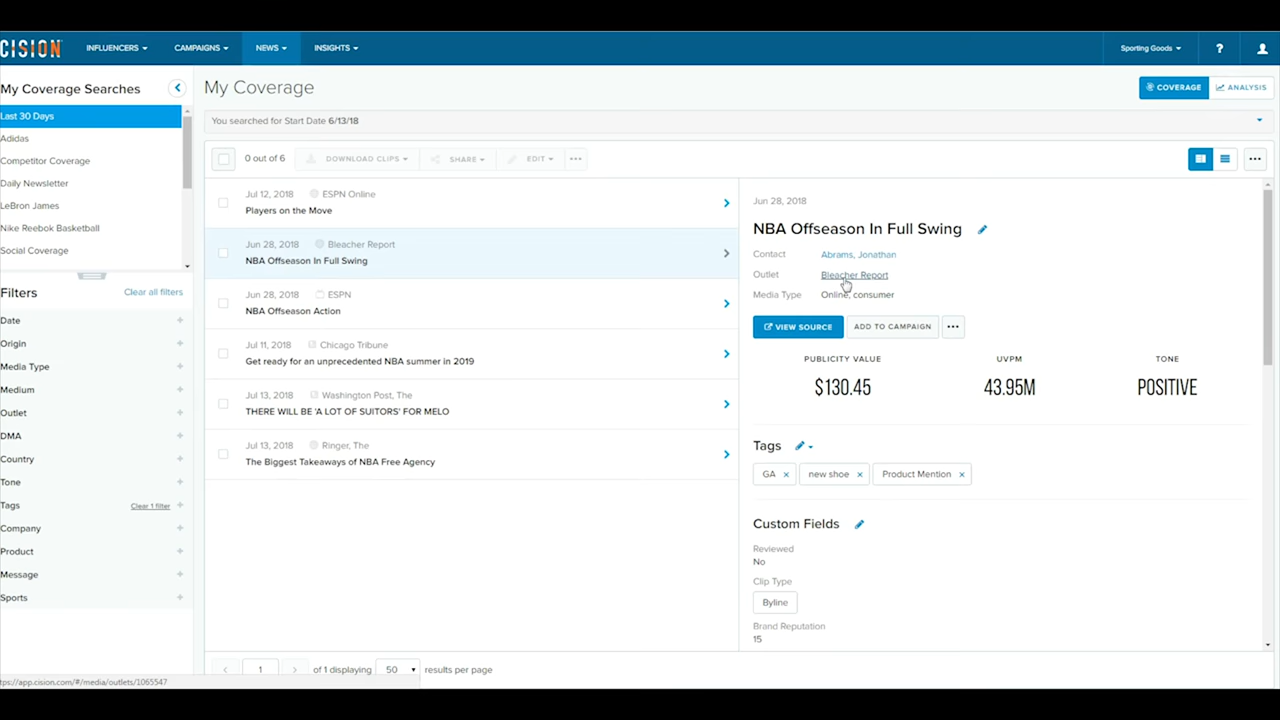 CISION INFLUENCERS CAMPAIGNS NEWS INSIGHTS Sporting Goods ?
My Coverage Searches
Last 30 Days
Adidas
Competitor Coverage
Daily Newsletter
LeBron James
Nike Reebok Basketball
Social Coverage
Filters Clear all filters
Date +
Origin +
Media Type +
Medium +
Outlet +
DMA +
Country +
Tone +
Tags Clear 1 filter +
Company +
Product +
Message +
Sports +
My Coverage COVERAGE ANALYSIS
You searched for Start Date 6/13/18
0 out of 6 DOWNLOAD CLIPS SHARE EDIT
Jul 12, 2018 ESPN Online
Players on the Move
Jun 28, 2018 Bleacher Report
NBA Offseason In Full Swing
Jun 28, 2018 ESPN
NBA Offseason Action
Jul 11, 2018 Chicago Tribune
Get ready for an unprecedented NBA summer in 2019
Jul 13, 2018 Washington Post, The
THERE WILL BE 'A LOT OF SUITORS' FOR MELO
Jul 13, 2018 Ringer, The
The Biggest Takeaways of NBA Free Agency
1 of 1 displaying 50 results per page
Jun 28, 2018
NBA Offseason In Full Swing
Contact Abrams, Jonathan
Outlet Bleacher Report
Media Type Online, consumer
VIEW SOURCE ADD TO CAMPAIGN
PUBLICITY VALUE UVPM TONE
$130.45 43.95M POSITIVE
Tags
GA × new shoe × Product Mention ×
Custom Fields
Reviewed
No
Clip Type
Byline
Brand Reputation
15
ttps://app.cision.com/#/media/outlets/1065547